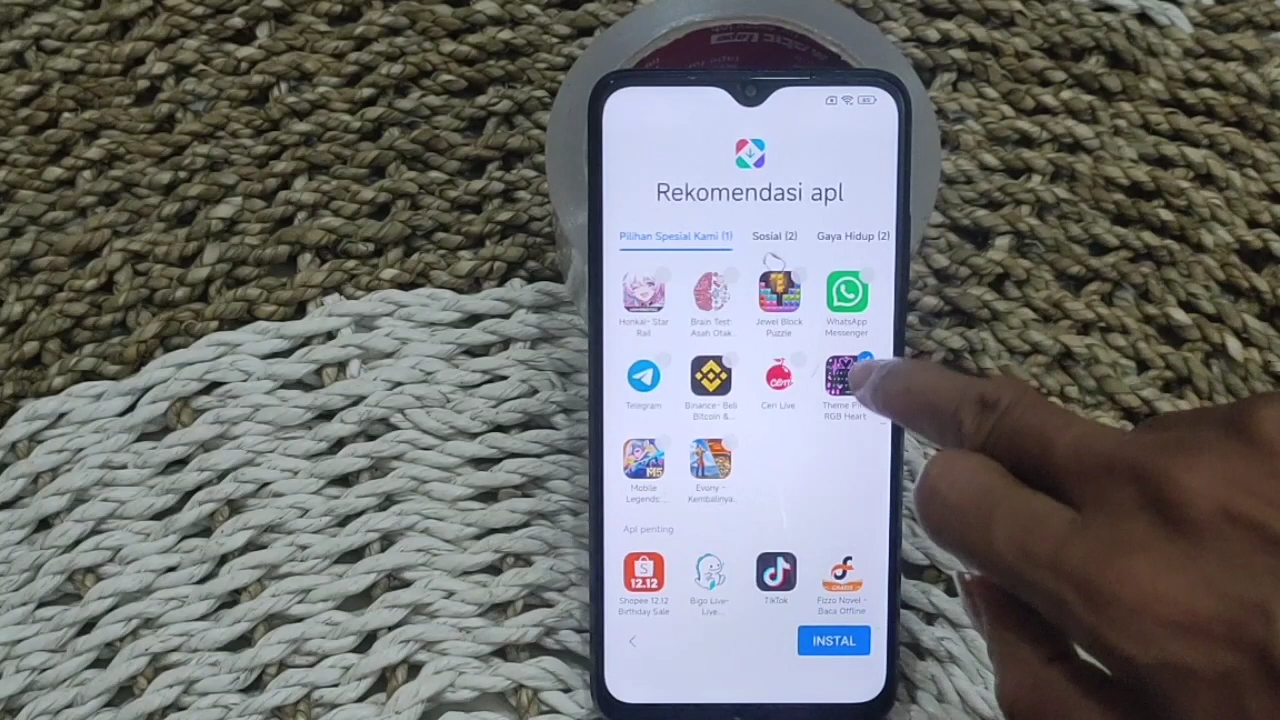 Rekomendasi apl
Pilihan Spesial Kami (1)
Sosial (2)
Gaya Hidup (2)
Honkai- Star
Rail
Brain Test:
Asah Otak
Jewel Block
Puzzle
WhatsApp
Messenger
Telegram
Binance- Beli
Bitcoin &...
Ceri Live
Theme
RGB Heart
Mobile
Legends:...
Evony -
Kembalinya...
Apl penting
Shopee 12.12
Birthday Sale
Bigo Live-
Live...
TikTok
Fizzo Novel -
Baca Offline
INSTAL